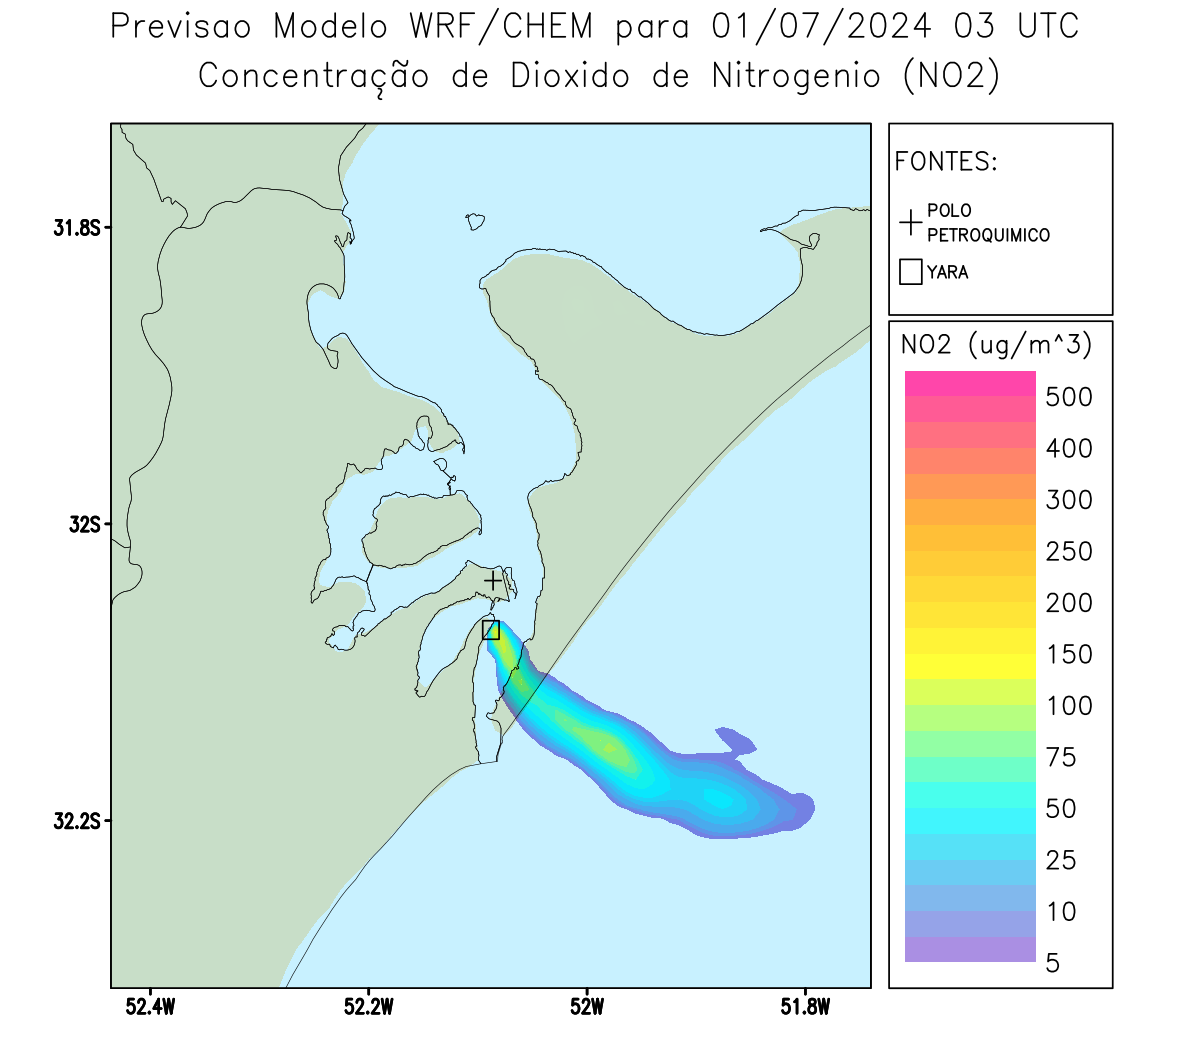 Previsao Modelo WRF/CHEM para 01/07/2024 03 UTC
Concentração de Dioxido de Nitrogenio (NO2)
FONTES:
POLO
PETROQUIMICO
YARA
NO2 (ug/m^3)
500
400
300
250
200
150
100
75
50
25
10
5
31.8S
32S
32.2S
52.4W
52.2W
52W
51.8W